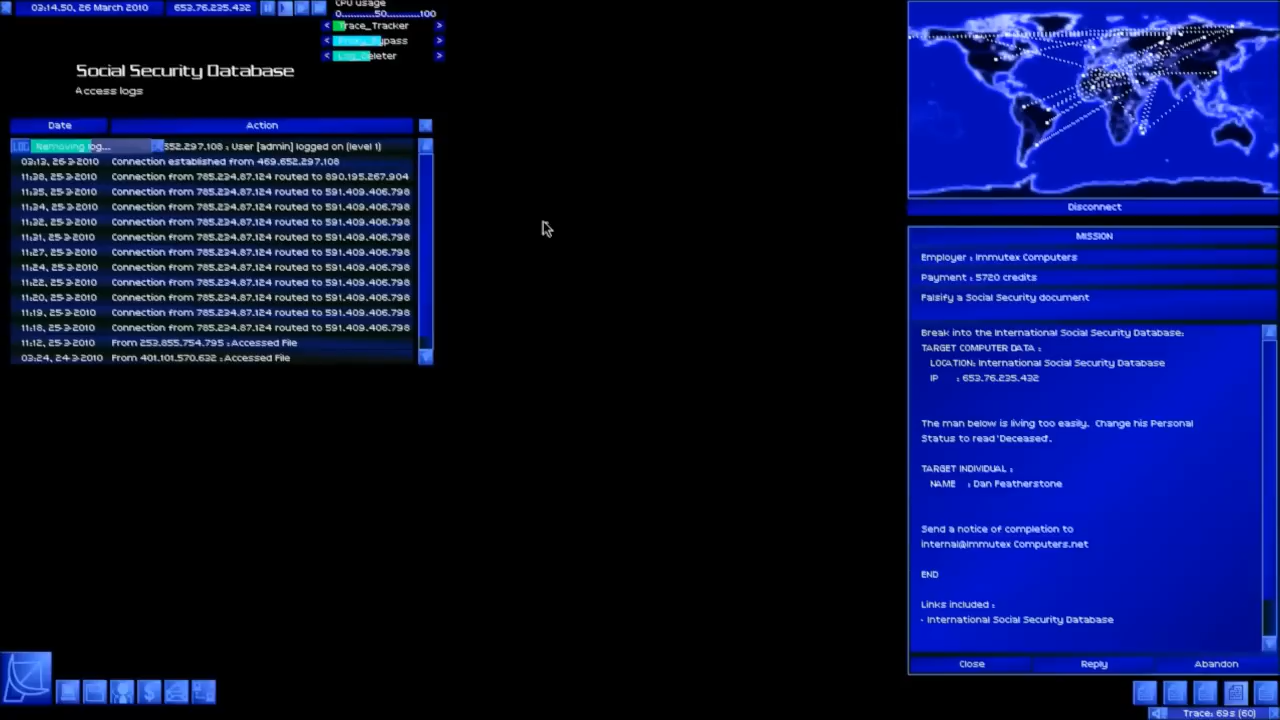 03:14.50, 26 March 2010
653.76.235.432
CPU usage
0..........50..........100
< Trace_Tracker >
< Proxy_Bypass >
< Log_Deleter >
Social Security Database
Access logs
Date Action
LOG Removing log... 652.297.108 : User [admin] logged on (level 1)
03:13, 26-3-2010 Connection established from 469.652.297.108
11:38, 25-3-2010 Connection from 785.234.87.124 routed to 890.195.267.904
11:35, 25-3-2010 Connection from 785.234.87.124 routed to 591.409.406.798
11:34, 25-3-2010 Connection from 785.234.87.124 routed to 591.409.406.798
11:32, 25-3-2010 Connection from 785.234.87.124 routed to 591.409.406.798
11:31, 25-3-2010 Connection from 785.234.87.124 routed to 591.409.406.798
11:27, 25-3-2010 Connection from 785.234.87.124 routed to 591.409.406.798
11:24, 25-3-2010 Connection from 785.234.87.124 routed to 591.409.406.798
11:22, 25-3-2010 Connection from 785.234.87.124 routed to 591.409.406.798
11:20, 25-3-2010 Connection from 785.234.87.124 routed to 591.409.406.798
11:19, 25-3-2010 Connection from 785.234.87.124 routed to 591.409.406.798
11:18, 25-3-2010 Connection from 785.234.87.124 routed to 591.409.406.798
11:12, 25-3-2010 From 253.855.754.795 : Accessed File
03:24, 24-3-2010 From 401.101.570.632 : Accessed File
Disconnect
MISSION
Employer : Immutex Computers
Payment : 5720 credits
Falsify a Social Security document
Break into the International Social Security Database:
TARGET COMPUTER DATA :
LOCATION: International Social Security Database
IP : 653.76.235.432
The man below is living too easily. Change his Personal
Status to read 'Deceased'.
TARGET INDIVIDUAL :
NAME : Dan Featherstone
Send a notice of completion to
internal@Immutex Computers.net
END
Links included :
- International Social Security Database
Close Reply Abandon
Trace: 69s (60)